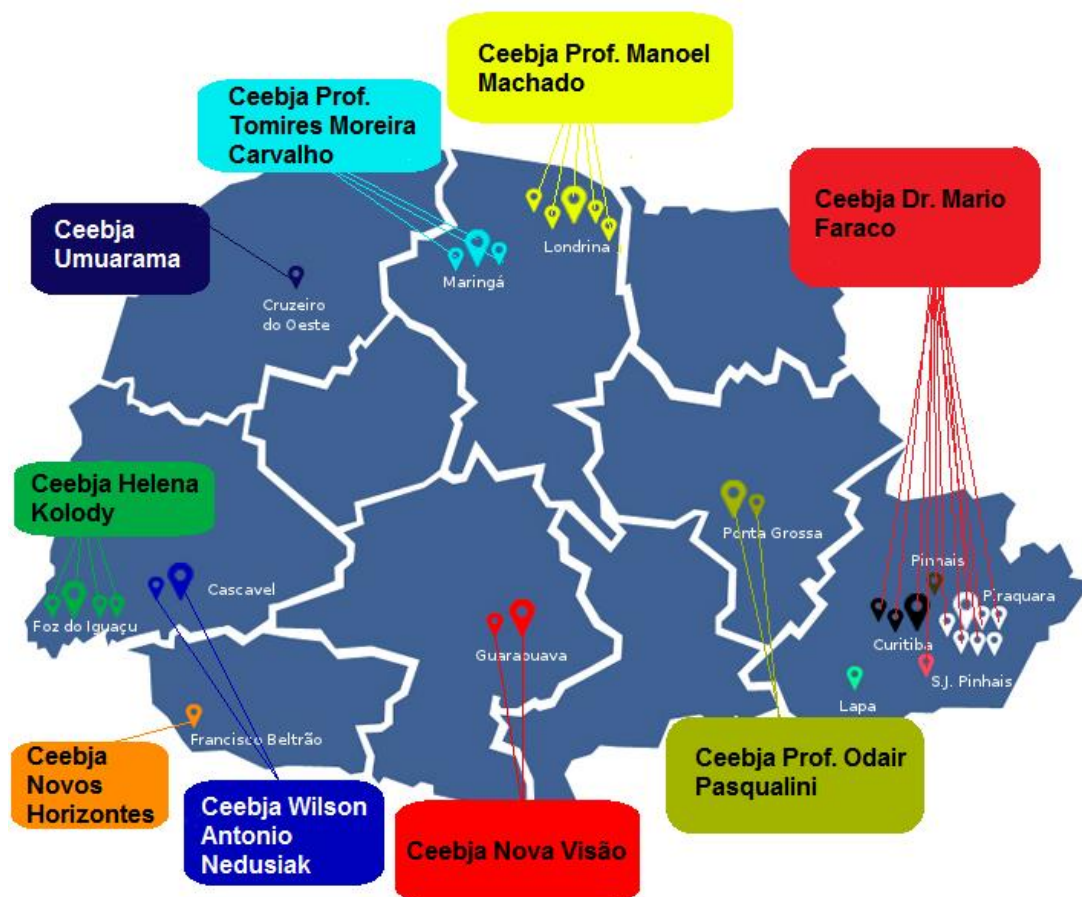 Ceebja Prof. Manoel
Machado
Ceebja Prof.
Tomires Moreira
Carvalho
Ceebja Dr. Mario
Faraco
Ceebja
Umuarama
Londrina
Maringá
Cruzeiro
do Oeste
Ceebja Helena
Kolody
Ponta Grossa
Pinhais
Cascavel
Piraquara
Foz do Iguaçu
Curitiba
Guarapuava
S.J. Pinhais
Lapa
Francisco Beltrão
Ceebja
Novos
Horizontes
Ceebja Prof. Odair
Pasqualini
Ceebja Wilson
Antonio
Nedusiak
Ceebja Nova Visão